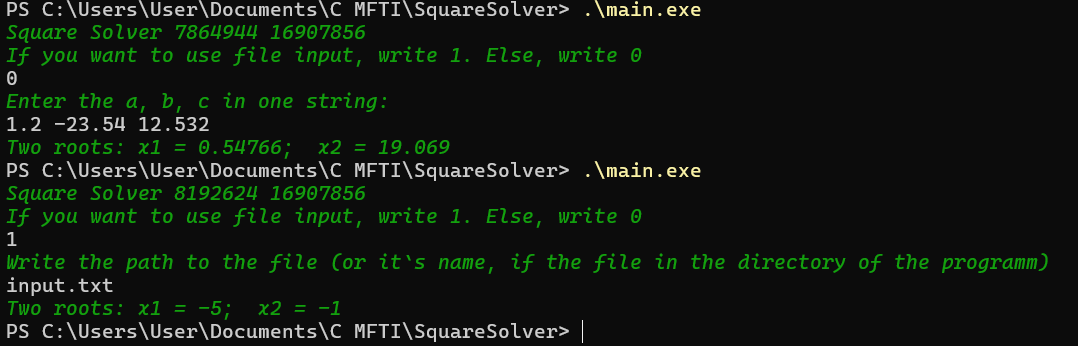 PS C:\Users\User\Documents\C MFTI\SquareSolver> .\main.exe
Square Solver 7864944 16907856
If you want to use file input, write 1. Else, write 0
0
Enter the a, b, c in one string:
1.2 -23.54 12.532
Two roots: x1 = 0.54766;  x2 = 19.069
PS C:\Users\User\Documents\C MFTI\SquareSolver> .\main.exe
Square Solver 8192624 16907856
If you want to use file input, write 1. Else, write 0
1
Write the path to the file (or it`s name, if the file in the directory of the programm)
input.txt
Two roots: x1 = -5;  x2 = -1
PS C:\Users\User\Documents\C MFTI\SquareSolver>